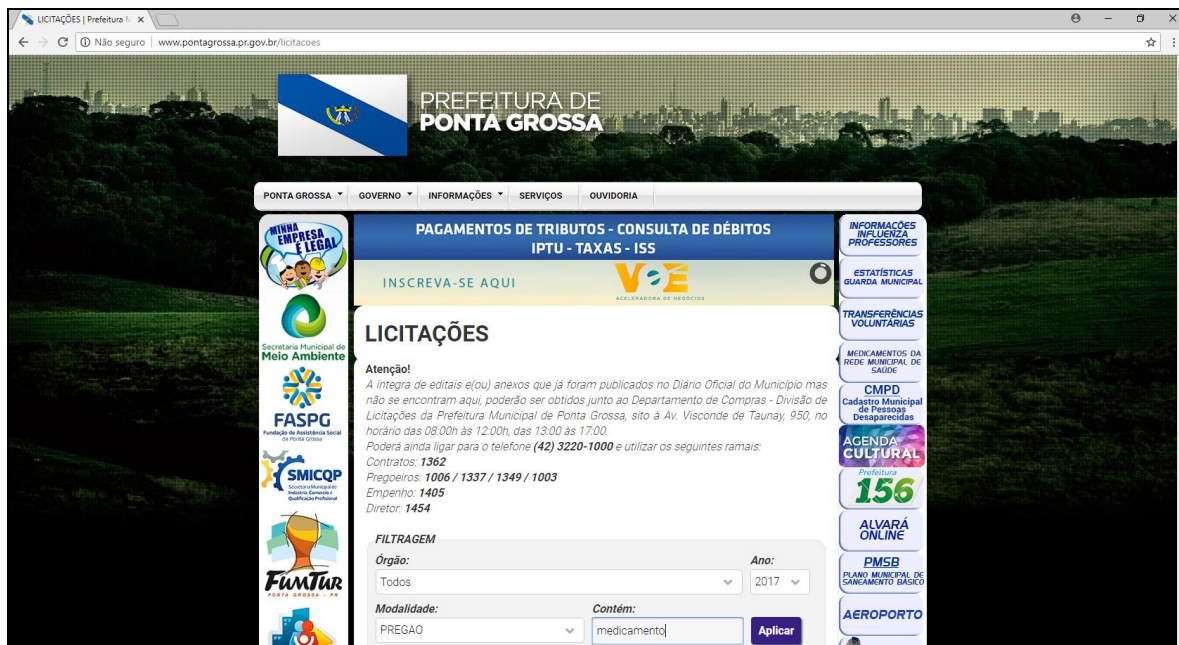 LICITAÇÕES | Prefeitura M
Não seguro | www.pontagrossa.pr.gov.br/licitacoes
PREFEITURA DE
PONTA GROSSA
PONTA GROSSA GOVERNO INFORMAÇÕES SERVIÇOS OUVIDORIA
MINHA
EMPRESA
É LEGAL
Secretaria Municipal de
Meio Ambiente
FASPG
Fundação de Assistência Social
de Ponta Grossa
SMICQP
Secretaria Municipal de
Indústria, Comércio e
Qualificação Profissional
FUMTUR
PONTA GROSSA - PR
PAGAMENTOS DE TRIBUTOS - CONSULTA DE DÉBITOS
IPTU - TAXAS - ISS
INSCREVA-SE AQUI
VOE
ACELERADORA DE NEGÓCIOS
LICITAÇÕES
Atenção!
A íntegra de editais e(ou) anexos que já foram publicados no Diário Oficial do Município mas
não se encontram aqui, poderão ser obtidos junto ao Departamento de Compras - Divisão de
Licitações da Prefeitura Municipal de Ponta Grossa, sito à Av. Visconde de Taunay, 950, no
horário das 08:00h às 12:00h, das 13:00 às 17:00.
Poderá ainda ligar para o telefone (42) 3220-1000 e utilizar os seguintes ramais:
Contratos: 1362
Pregoeiros: 1006 / 1337 / 1349 / 1003
Empenho: 1405
Diretor: 1454
FILTRAGEM
Órgão:
Ano:
Todos
2017
Modalidade:
Contém:
PREGAO
medicamento
Aplicar
INFORMAÇÕES
INFLUENZA
PROFESSORES
ESTATÍSTICAS
GUARDA MUNICIPAL
TRANSFERÊNCIAS
VOLUNTÁRIAS
MEDICAMENTOS DA
REDE MUNICIPAL DE
SAÚDE
CMPD
Cadastro Municipal
de Pessoas
Desaparecidas
AGENDA
CULTURAL
Prefeitura
156
ALVARÁ
ONLINE
PMSB
PLANO MUNICIPAL DE
SANEAMENTO BÁSICO
AEROPORTO